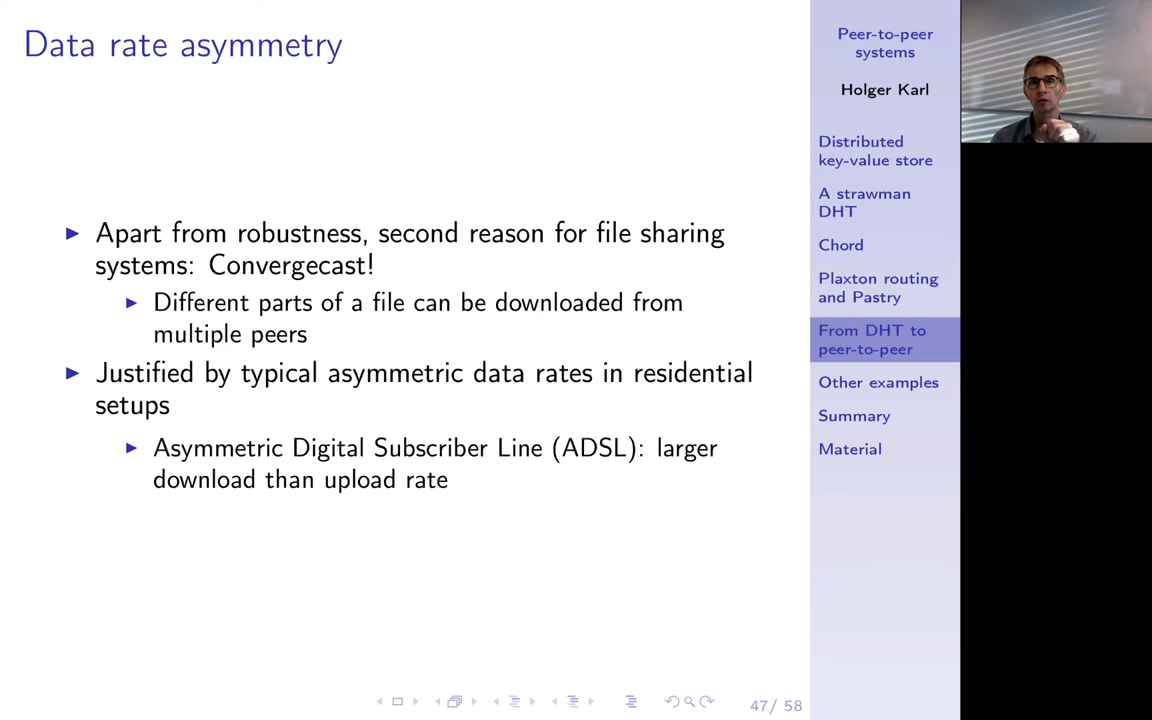 Data rate asymmetry
Apart from robustness, second reason for file sharing
systems: Convergecast!
Different parts of a file can be downloaded from
multiple peers
Justified by typical asymmetric data rates in residential
setups
Asymmetric Digital Subscriber Line (ADSL): larger
download than upload rate
47/ 58
Peer-to-peer
systems
Holger Karl
Distributed
key-value store
A strawman
DHT
Chord
Plaxton routing
and Pastry
From DHT to
peer-to-peer
Other examples
Summary
Material